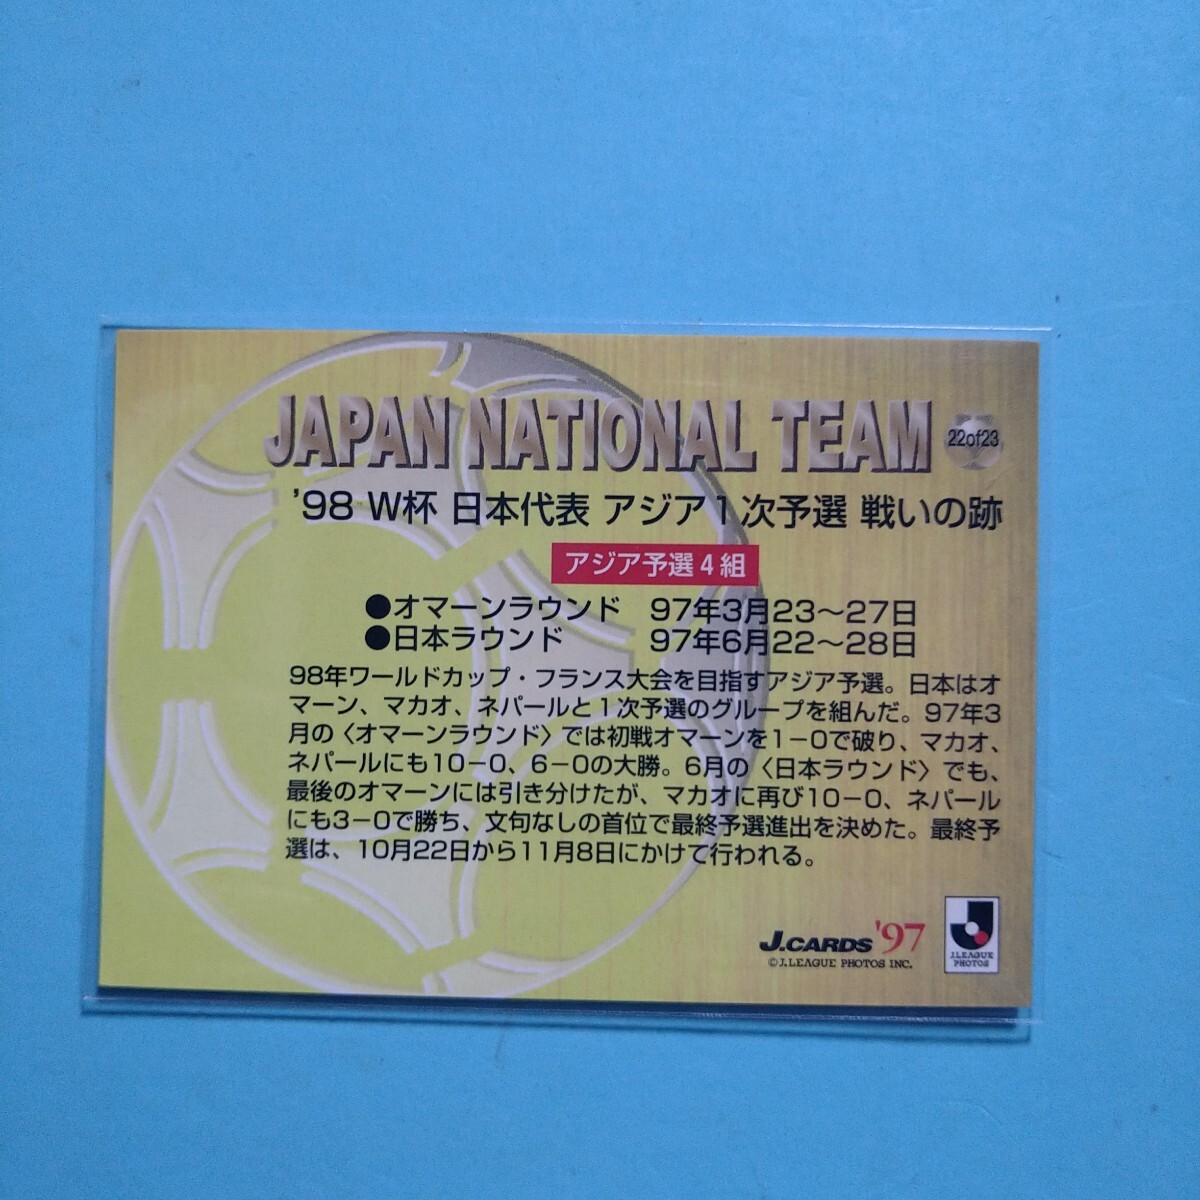 JAPAN NATIONAL TEAM 22of23
’98 W杯 日本代表 アジア1次予選 戦いの跡
アジア予選4組
●オマーンラウンド 97年3月23〜27日
●日本ラウンド 97年6月22〜28日
98年ワールドカップ・フランス大会を目指すアジア予選。日本はオ
マーン、マカオ、ネパールと1次予選のグループを組んだ。97年3
月の〈オマーンラウンド〉では初戦オマーンを1−0で破り、マカオ、
ネパールにも10−0、6−0の大勝。6月の〈日本ラウンド〉でも、
最後のオマーンには引き分けたが、マカオに再び10−0、ネパール
にも3−0で勝ち、文句なしの首位で最終予選進出を決めた。最終予
選は、10月22日から11月8日にかけて行われる。
J.CARDS '97
©J.LEAGUE PHOTOS INC.
J.LEAGUE
PHOTOS